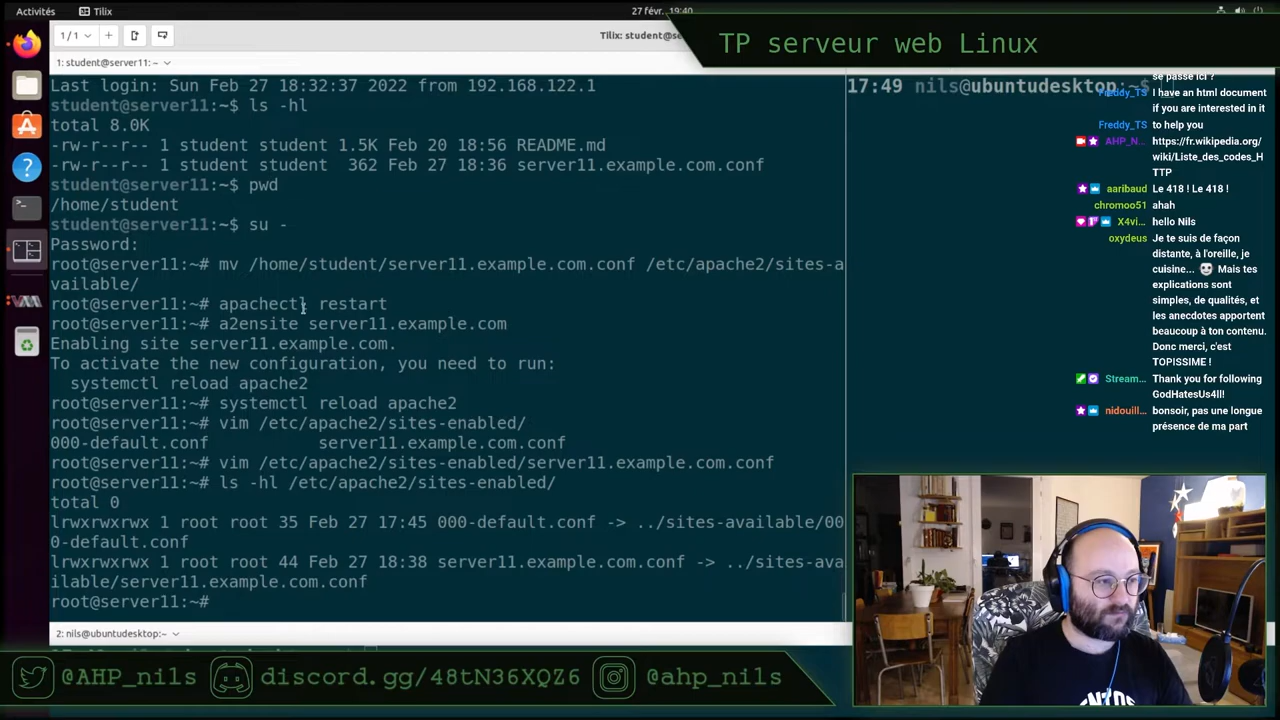 Activités
Tilix
27 févr. 19:40
1 / 1
Tilix: student@se
TP serveur web Linux
1: student@server11: ~
Last login: Sun Feb 27 18:32:37 2022 from 192.168.122.1
student@server11:~$ ls -hl
total 8.0K
-rw-r--r-- 1 student student 1.5K Feb 20 18:56 README.md
-rw-r--r-- 1 student student  362 Feb 27 18:36 server11.example.com.conf
student@server11:~$ pwd
/home/student
student@server11:~$ su -
Password:
root@server11:~# mv /home/student/server11.example.com.conf /etc/apache2/sites-a
vailable/
root@server11:~# apachectl restart
root@server11:~# a2ensite server11.example.com
Enabling site server11.example.com.
To activate the new configuration, you need to run:
  systemctl reload apache2
root@server11:~# systemctl reload apache2
root@server11:~# vim /etc/apache2/sites-enabled/
000-default.conf           server11.example.com.conf
root@server11:~# vim /etc/apache2/sites-enabled/server11.example.com.conf
root@server11:~# ls -hl /etc/apache2/sites-enabled/
total 0
lrwxrwxrwx 1 root root 35 Feb 27 17:45 000-default.conf -> ../sites-available/00
0-default.conf
lrwxrwxrwx 1 root root 44 Feb 27 18:38 server11.example.com.conf -> ../sites-ava
ilable/server11.example.com.conf
root@server11:~#
17:49 nils@ubuntudesktop:~$
2: nils@ubuntudesktop:~
se passe ici ?
Freddy_TS I have an html document
if you are interested in it
Freddy_TS to help you
AHP_N... https://fr.wikipedia.org/
wiki/Liste_des_codes_H
TTP
aaribaud Le 418 ! Le 418 !
chromoo51 ahah
X4vi... hello Nils
oxydeus Je te suis de façon
distante, à l'oreille, je
cuisine... Mais tes
explications sont
simples, de qualités, et
les anecdotes apportent
beaucoup à ton contenu.
Donc merci, c'est
TOPISSIME !
Stream... Thank you for following
GodHatesUs4ll!
nidouill... bonsoir, pas une longue
présence de ma part
@AHP_nils
discord.gg/48tN36XQZ6
@ahp_nils